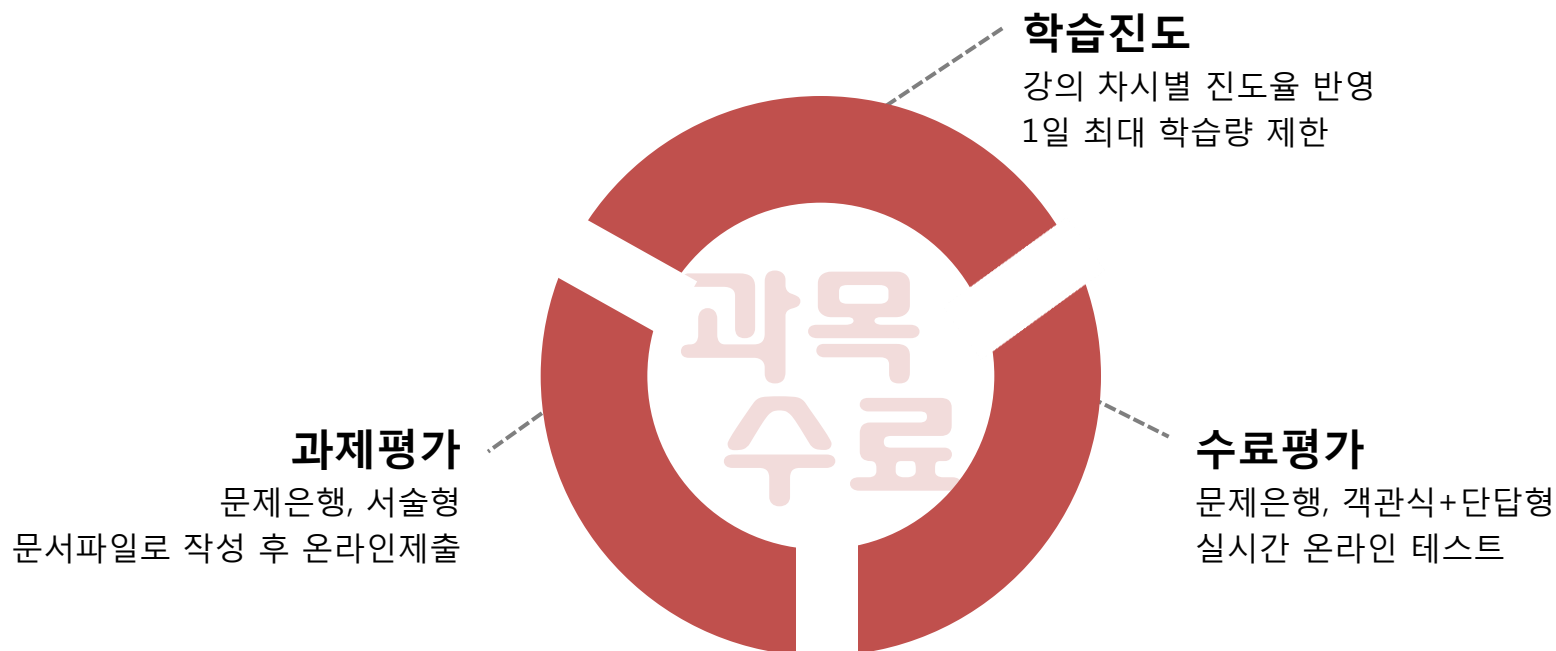 학습진도
강의 차시별 진도율 반영
1일 최대 학습량 제한
과목
수료
과제평가
문제은행, 서술형
문서파일로 작성 후 온라인제출
수료평가
문제은행, 객관식+단답형
실시간 온라인 테스트